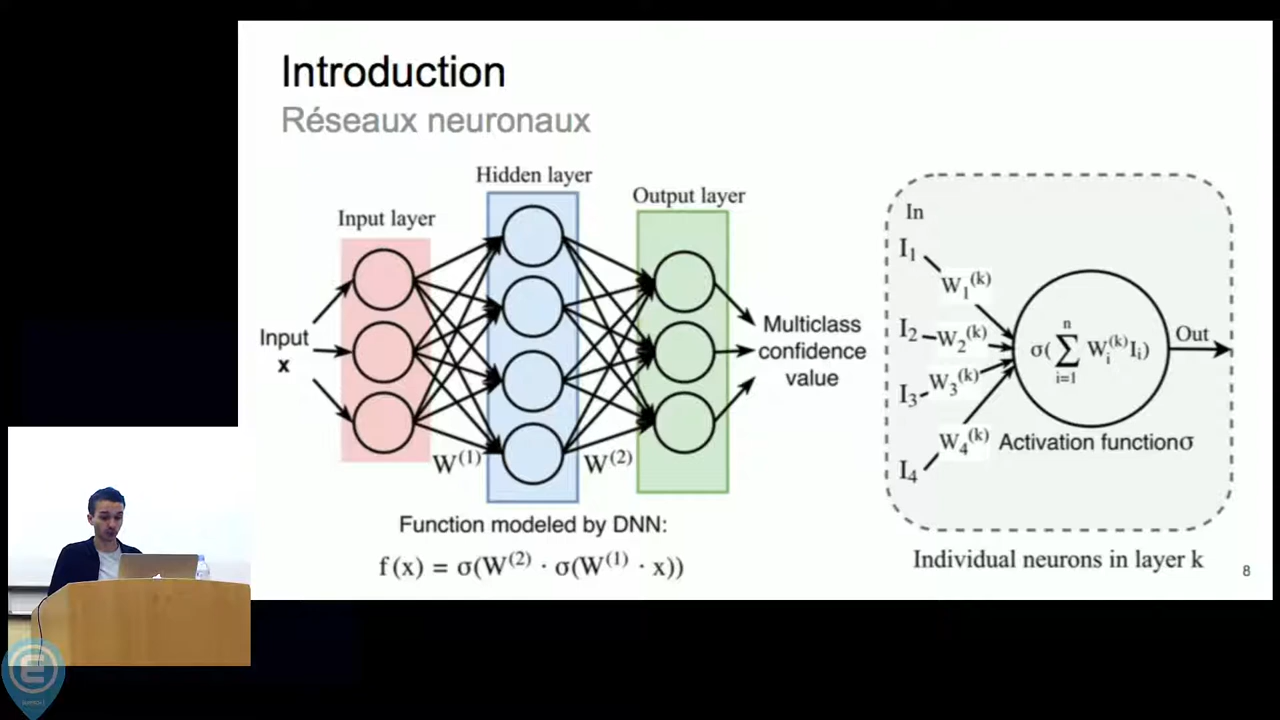 Introduction
Réseaux neuronaux
Hidden layer
Output layer
Input layer
Input
x
W⁽¹⁾
W⁽²⁾
Multiclass
confidence
value
Function modeled by DNN:
f(x) = σ(W⁽²⁾ · σ(W⁽¹⁾ · x))
In
I₁
W₁⁽ᵏ⁾
I₂
W₂⁽ᵏ⁾
I₃
W₃⁽ᵏ⁾
I₄
W₄⁽ᵏ⁾
n
σ( ∑ Wᵢ⁽ᵏ⁾Iᵢ)
i=1
Out
Activation functionσ
Individual neurons in layer k
8
E